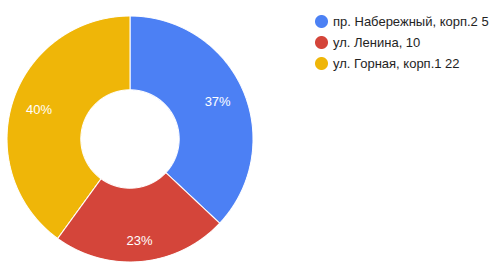 пр. Набережный, корп.2 5
ул. Ленина, 10
ул. Горная, корп.1 22
37%
40%
23%